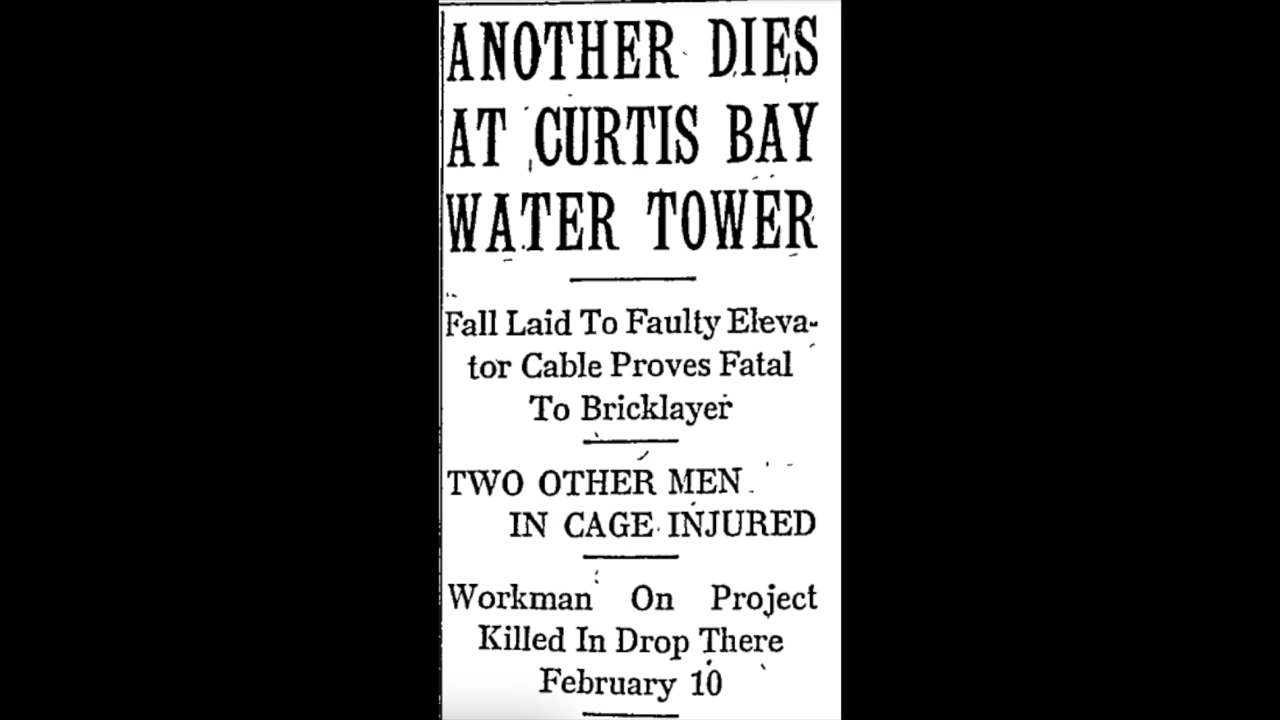 ANOTHER DIES
AT CURTIS BAY
WATER TOWER
Fall Laid To Faulty Eleva-
tor Cable Proves Fatal
To Bricklayer
TWO OTHER MEN
IN CAGE INJURED
Workman On Project
Killed In Drop There
February 10